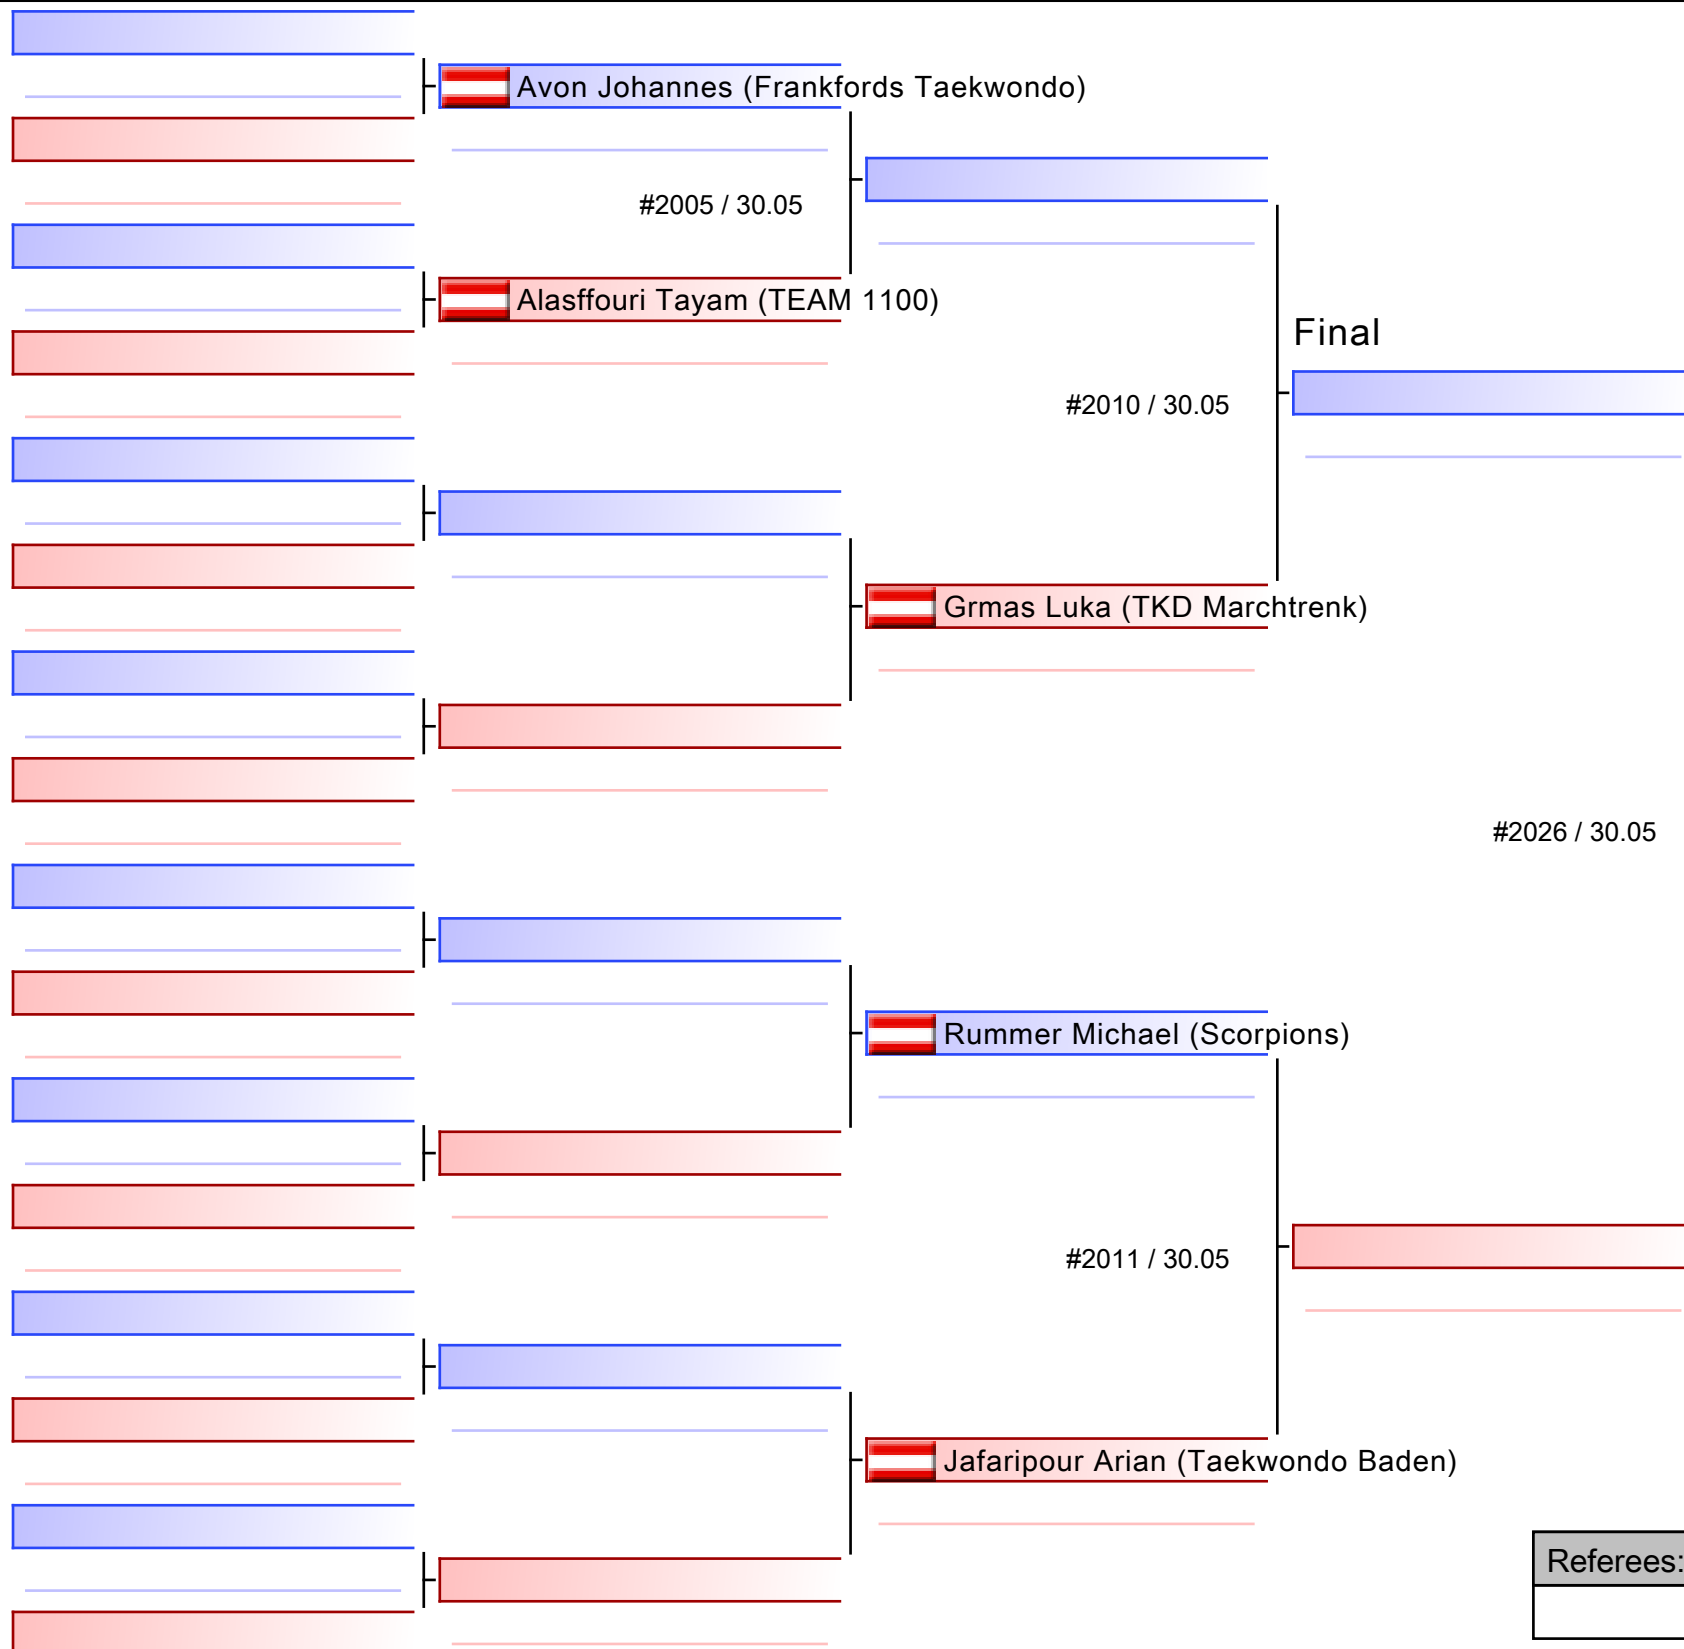 Avon Johannes (Frankfords Taekwondo)
#2005 / 30.05
Alasffouri Tayam (TEAM 1100)
Final
#2010 / 30.05
Grmas Luka (TKD Marchtrenk)
#2026 / 30.05
Rummer Michael (Scorpions)
#2011 / 30.05
Jafaripour Arian (Taekwondo Baden)
Referees: